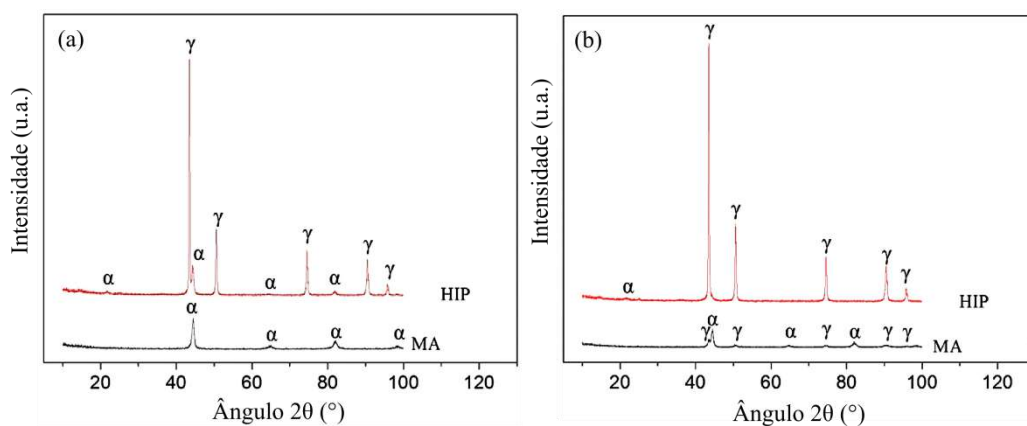 (a)
γ
Intensidade (u.a.)
γ
α
γ
γ
α
α
α
γ
HIP
α
α
α
α
MA
20 40 60 80 100 120
Ângulo 2θ (°)
(b)
γ
Intensidade (u.a.)
γ
γ
γ
α
γ
HIP
γ α γ α γ α γ γ
MA
20 40 60 80 100 120
Ângulo 2θ (°)